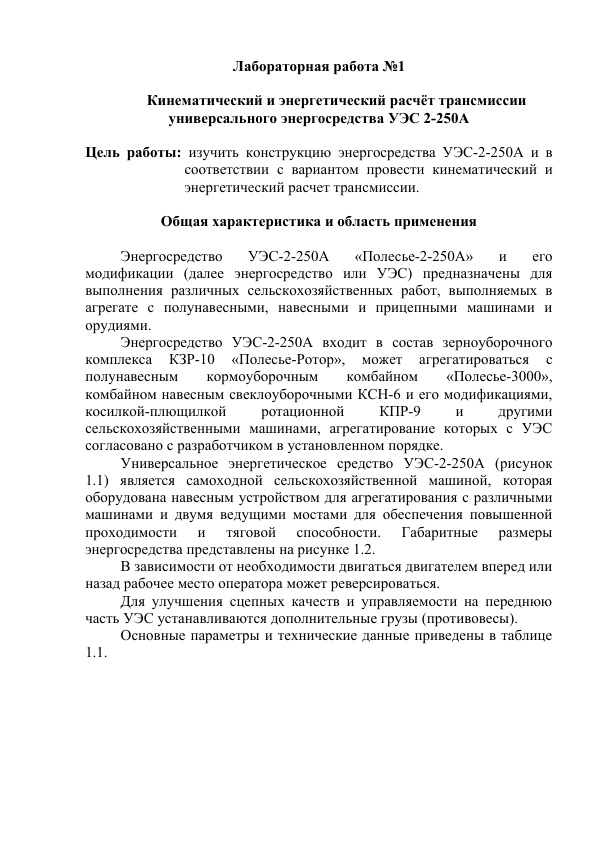 Лабораторная работа №1
Кинематический и энергетический расчёт трансмиссии
универсального энергосредства УЭС 2-250А
Цель работы: изучить конструкцию энергосредства УЭС-2-250А и в
соответствии с вариантом провести кинематический и
энергетический расчет трансмиссии.
Общая характеристика и область применения
Энергосредство УЭС-2-250А «Полесье-2-250А» и его
модификации (далее энергосредство или УЭС) предназначены для
выполнения различных сельскохозяйственных работ, выполняемых в
агрегате с полунавесными, навесными и прицепными машинами и
орудиями.
Энергосредство УЭС-2-250А входит в состав зерноуборочного
комплекса КЗР-10 «Полесье-Ротор», может агрегатироваться с
полунавесным кормоуборочным комбайном «Полесье-3000»,
комбайном навесным свеклоуборочными КСН-6 и его модификациями,
косилкой-плющилкой ротационной КПР-9 и другими
сельскохозяйственными машинами, агрегатирование которых с УЭС
согласовано с разработчиком в установленном порядке.
Универсальное энергетическое средство УЭС-2-250А (рисунок
1.1) является самоходной сельскохозяйственной машиной, которая
оборудована навесным устройством для агрегатирования с различными
машинами и двумя ведущими мостами для обеспечения повышенной
проходимости и тяговой способности. Габаритные размеры
энергосредства представлены на рисунке 1.2.
В зависимости от необходимости двигаться двигателем вперед или
назад рабочее место оператора может реверсироваться.
Для улучшения сцепных качеств и управляемости на переднюю
часть УЭС устанавливаются дополнительные грузы (противовесы).
Основные параметры и технические данные приведены в таблице
1.1.